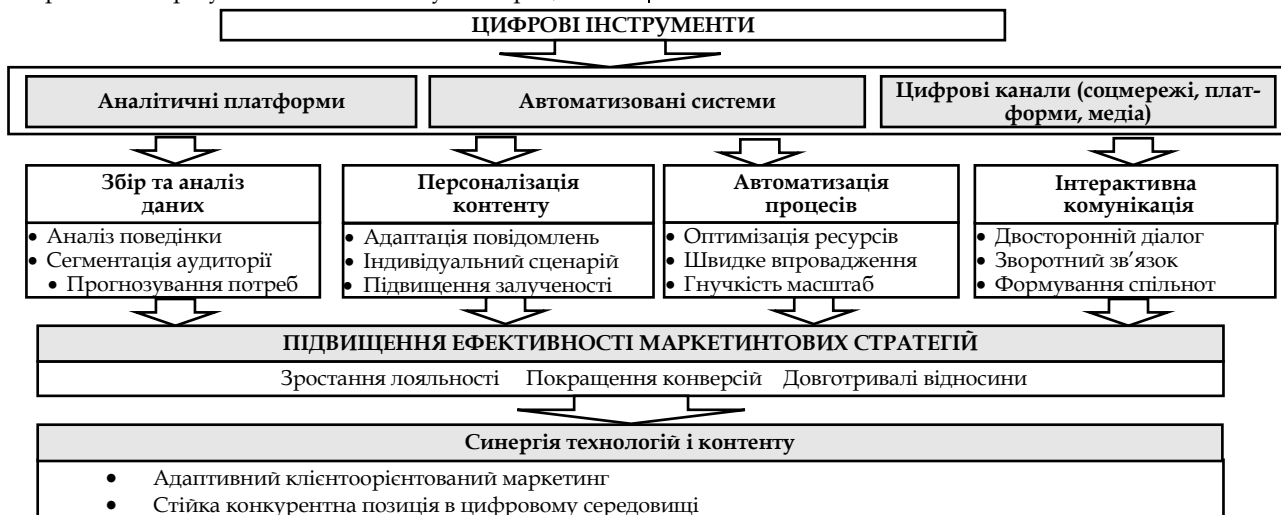 ЦИФРОВІ ІНСТРУМЕНТИ
Аналітичні платформи
Автоматизовані системи
Цифрові канали (соцмережі, плат-
форми, медіа)
Збір та аналіз
даних
• Аналіз поведінки
• Сегментація аудиторії
• Прогнозування потреб
Персоналізація
контенту
• Адаптація повідомлень
• Індивідуальний сценарій
• Підвищення залученості
Автоматизація
процесів
• Оптимізація ресурсів
• Швидке впровадження
• Гнучкість масштаб
Інтерактивна
комунікація
• Двосторонній діалог
• Зворотний зв’язок
• Формування спільнот
ПІДВИЩЕННЯ ЕФЕКТИВНОСТІ МАРКЕТИНТОВИХ СТРАТЕГІЙ
Зростання лояльності Покращення конверсій Довготривалі відносини
Синергія технологій і контенту
• Адаптивний клієнтоорієнтований маркетинг
• Стійка конкурентна позиція в цифровому середовищі